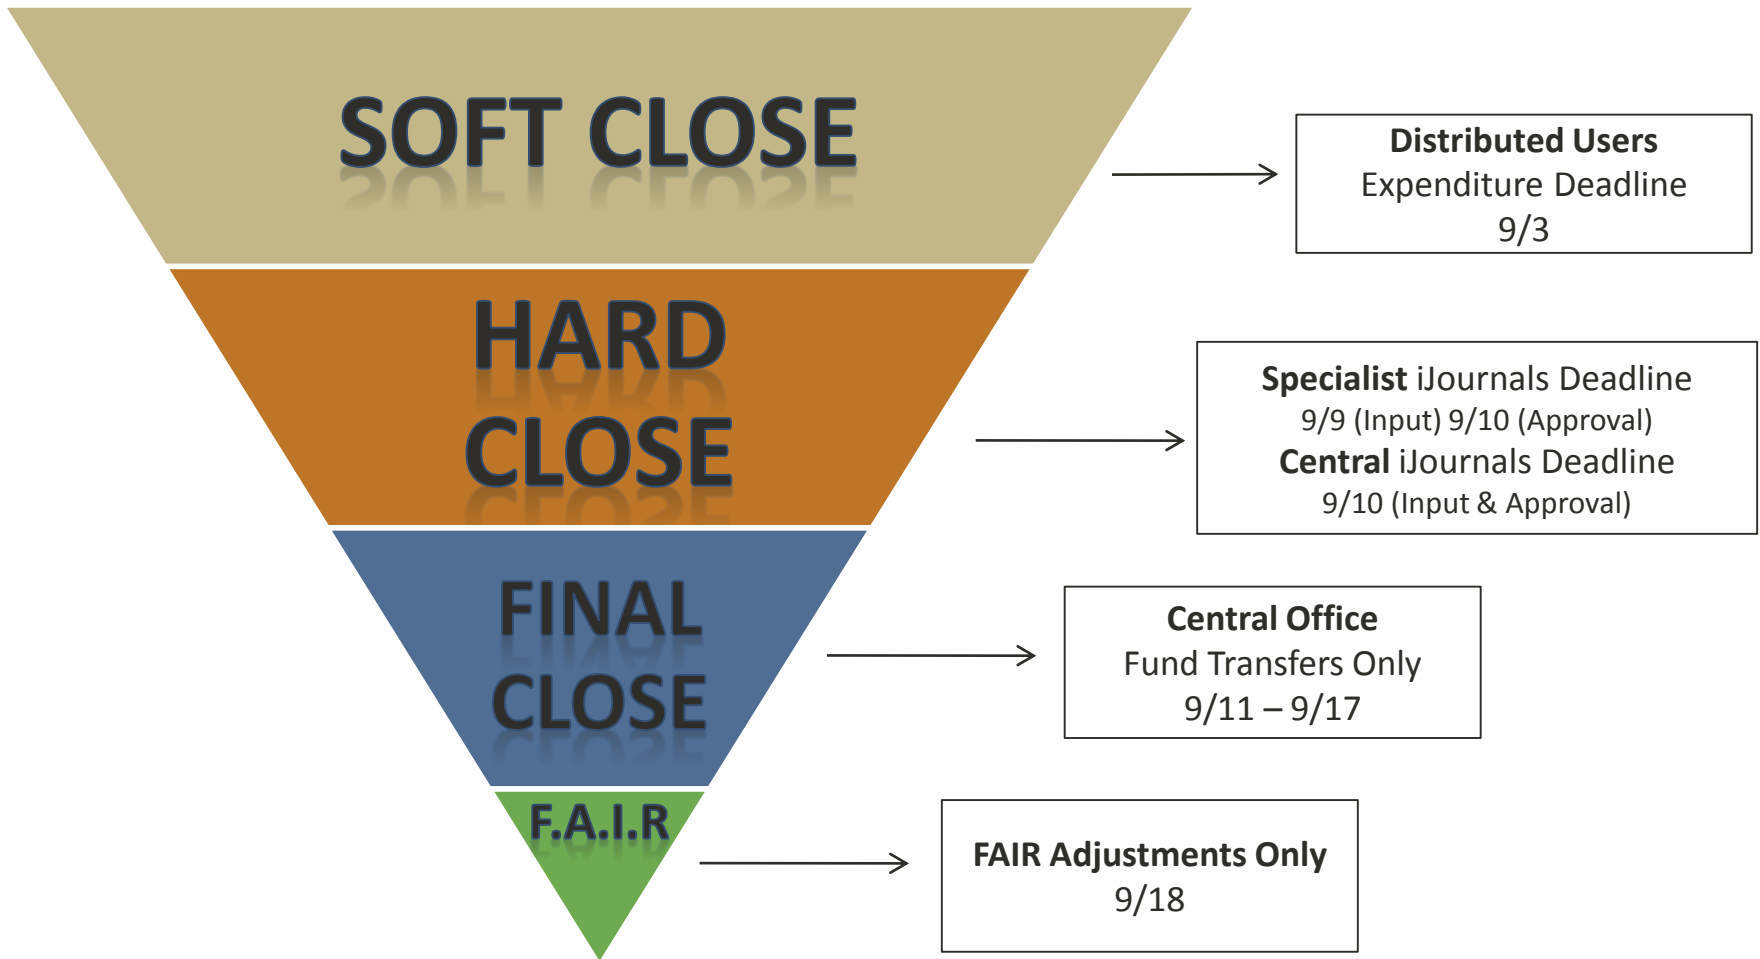 SOFT CLOSE
Distributed Users
Expenditure Deadline
9/3
HARD
CLOSE
Specialist iJournals Deadline
9/9 (Input) 9/10 (Approval)
Central iJournals Deadline
9/10 (Input & Approval)
FINAL
CLOSE
Central Office
Fund Transfers Only
9/11 – 9/17
F.A.I.R
FAIR Adjustments Only
9/18